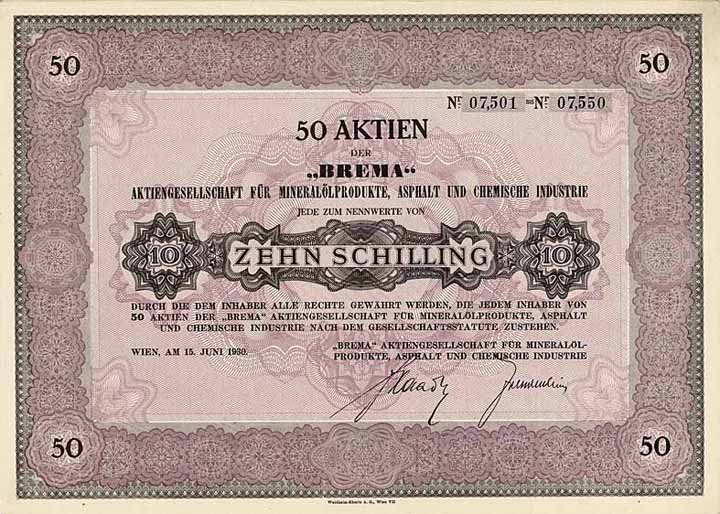 50 50
Nr. 07,501 bis Nr. 07,550
50 AKTIEN
DER
„BREMA“
AKTIENGESELLSCHAFT FÜR MINERALÖLPRODUKTE, ASPHALT UND CHEMISCHE INDUSTRIE
JEDE ZUM NENNWERTE VON
10 ZEHN SCHILLING 10
DURCH DIE DEM INHABER ALLE RECHTE GEWÄHRT WERDEN, DIE JEDEM INHABER VON
50 AKTIEN DER „BREMA“ AKTIENGESELLSCHAFT FÜR MINERALÖLPRODUKTE, ASPHALT
UND CHEMISCHE INDUSTRIE NACH DEM GESELLSCHAFTSSTATUTE ZUSTEHEN.
WIEN, AM 15. JUNI 1930.
„BREMA“ AKTIENGESELLSCHAFT FÜR MINERALÖL-
PRODUKTE, ASPHALT UND CHEMISCHE INDUSTRIE
50 50